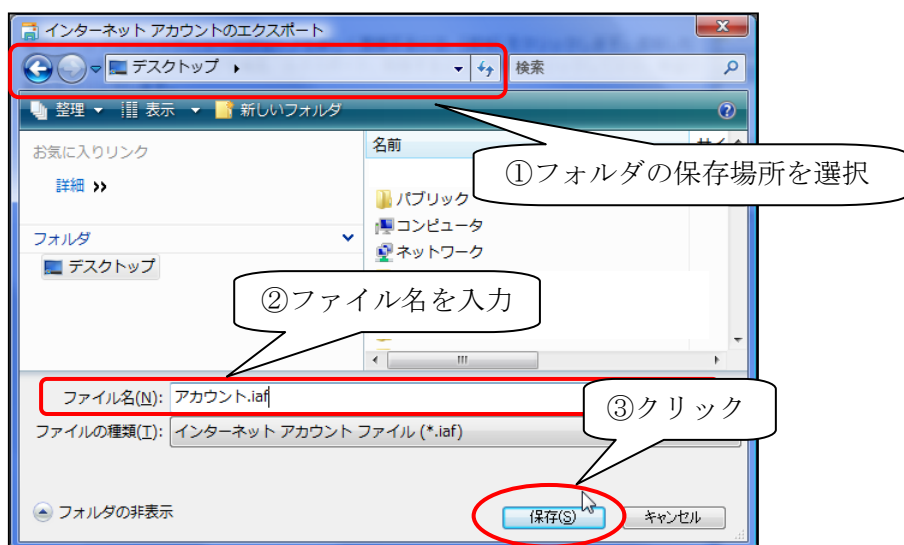 インターネット アカウントのエクスポート
デスクトップ
検索
整理 表示 新しいフォルダ
お気に入りリンク
詳細 »
名前
①フォルダの保存場所を選択
パブリック
コンピュータ
ネットワーク
フォルダ
デスクトップ
②ファイル名を入力
ファイル名(N): アカウント.iaf
③クリック
ファイルの種類(T): インターネット アカウント ファイル (*.iaf)
フォルダの非表示
保存(S)
キャンセル